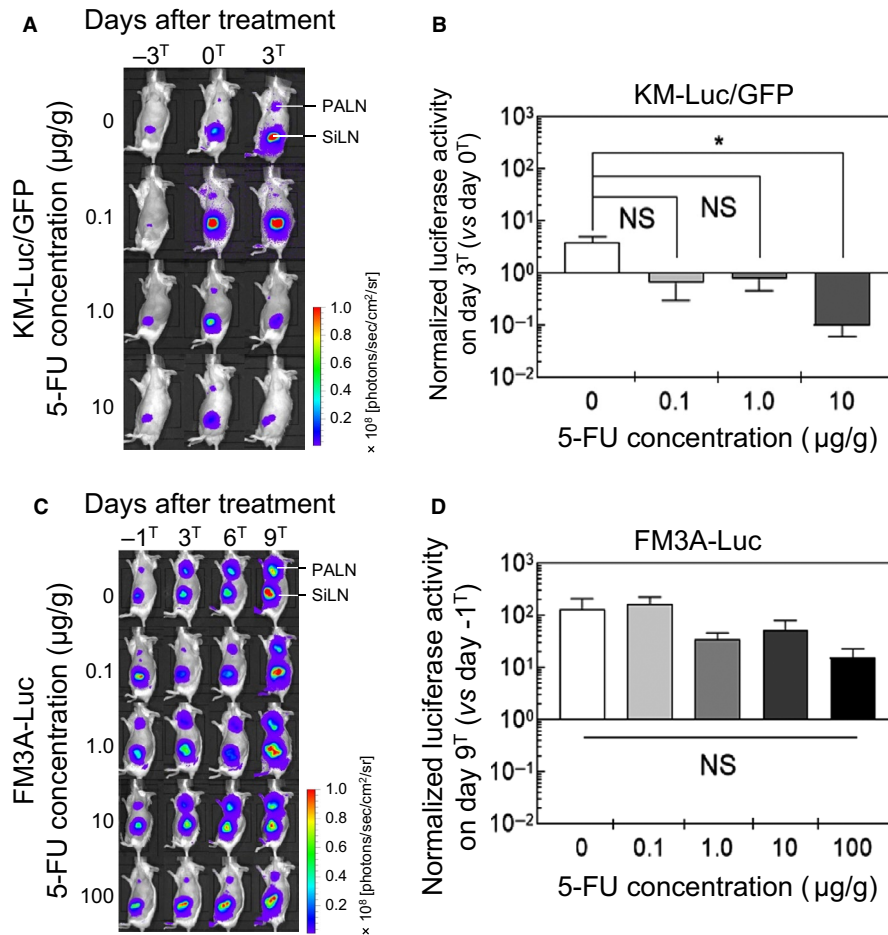 A
Days after treatment
–3ᵀ 0ᵀ 3ᵀ
KM-Luc/GFP
5-FU concentration (µg/g)
0
0.1
1.0
10
PALN
SiLN
1.0
0.8
0.6
0.4
0.2
× 10⁸ [photons/sec/cm²/sr]
B
KM-Luc/GFP
Normalized luciferase activity
on day 3ᵀ (vs day 0ᵀ)
10³
10²
10¹
10⁰
10⁻¹
10⁻²
*
NS NS
0 0.1 1.0 10
5-FU concentration (µg/g)
C
Days after treatment
–1ᵀ 3ᵀ 6ᵀ 9ᵀ
FM3A-Luc
5-FU concentration (µg/g)
0
0.1
1.0
10
100
PALN
SiLN
1.0
0.8
0.6
0.4
0.2
× 10⁸ [photons/sec/cm²/sr]
D
FM3A-Luc
Normalized luciferase activity
on day 9ᵀ (vs day -1ᵀ)
10³
10²
10¹
10⁰
10⁻¹
10⁻²
NS
0 0.1 1.0 10 100
5-FU concentration (µg/g)